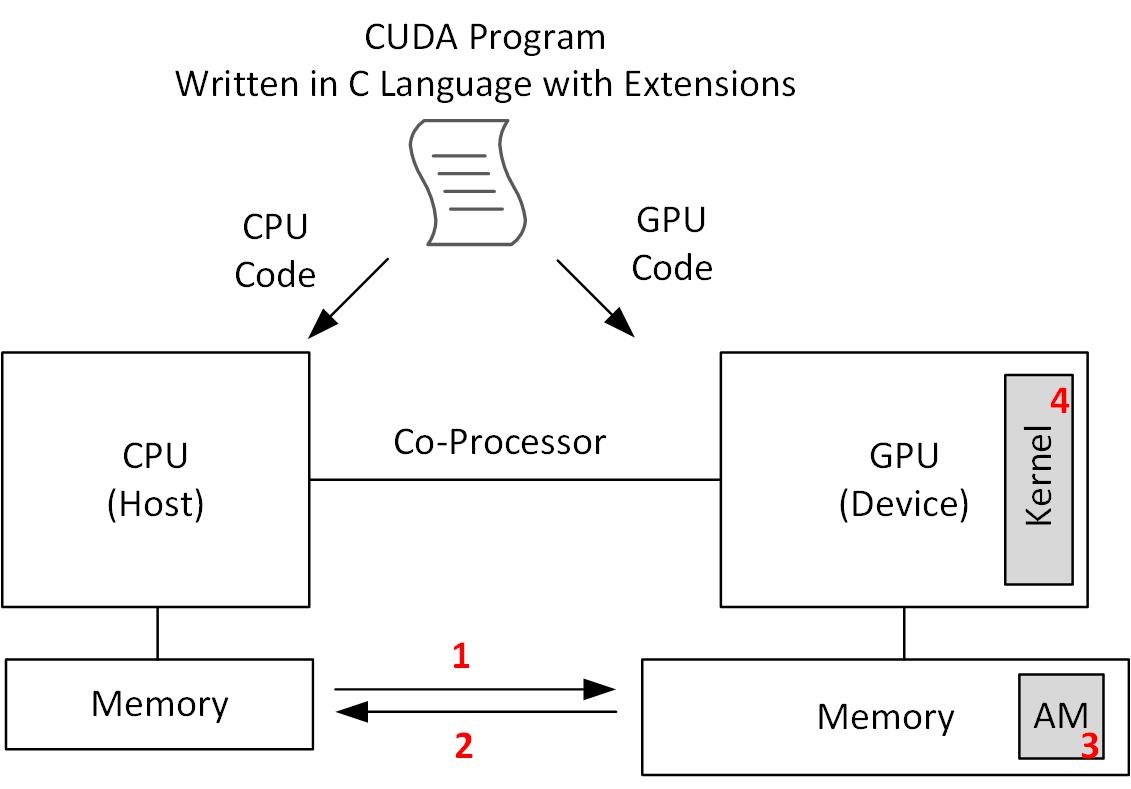 CUDA Program
Written in C Language with Extensions
CPU
Code
GPU
Code
CPU
(Host)
Co-Processor
GPU
(Device)
Kernel
4
Memory
1
2
Memory
AM
3